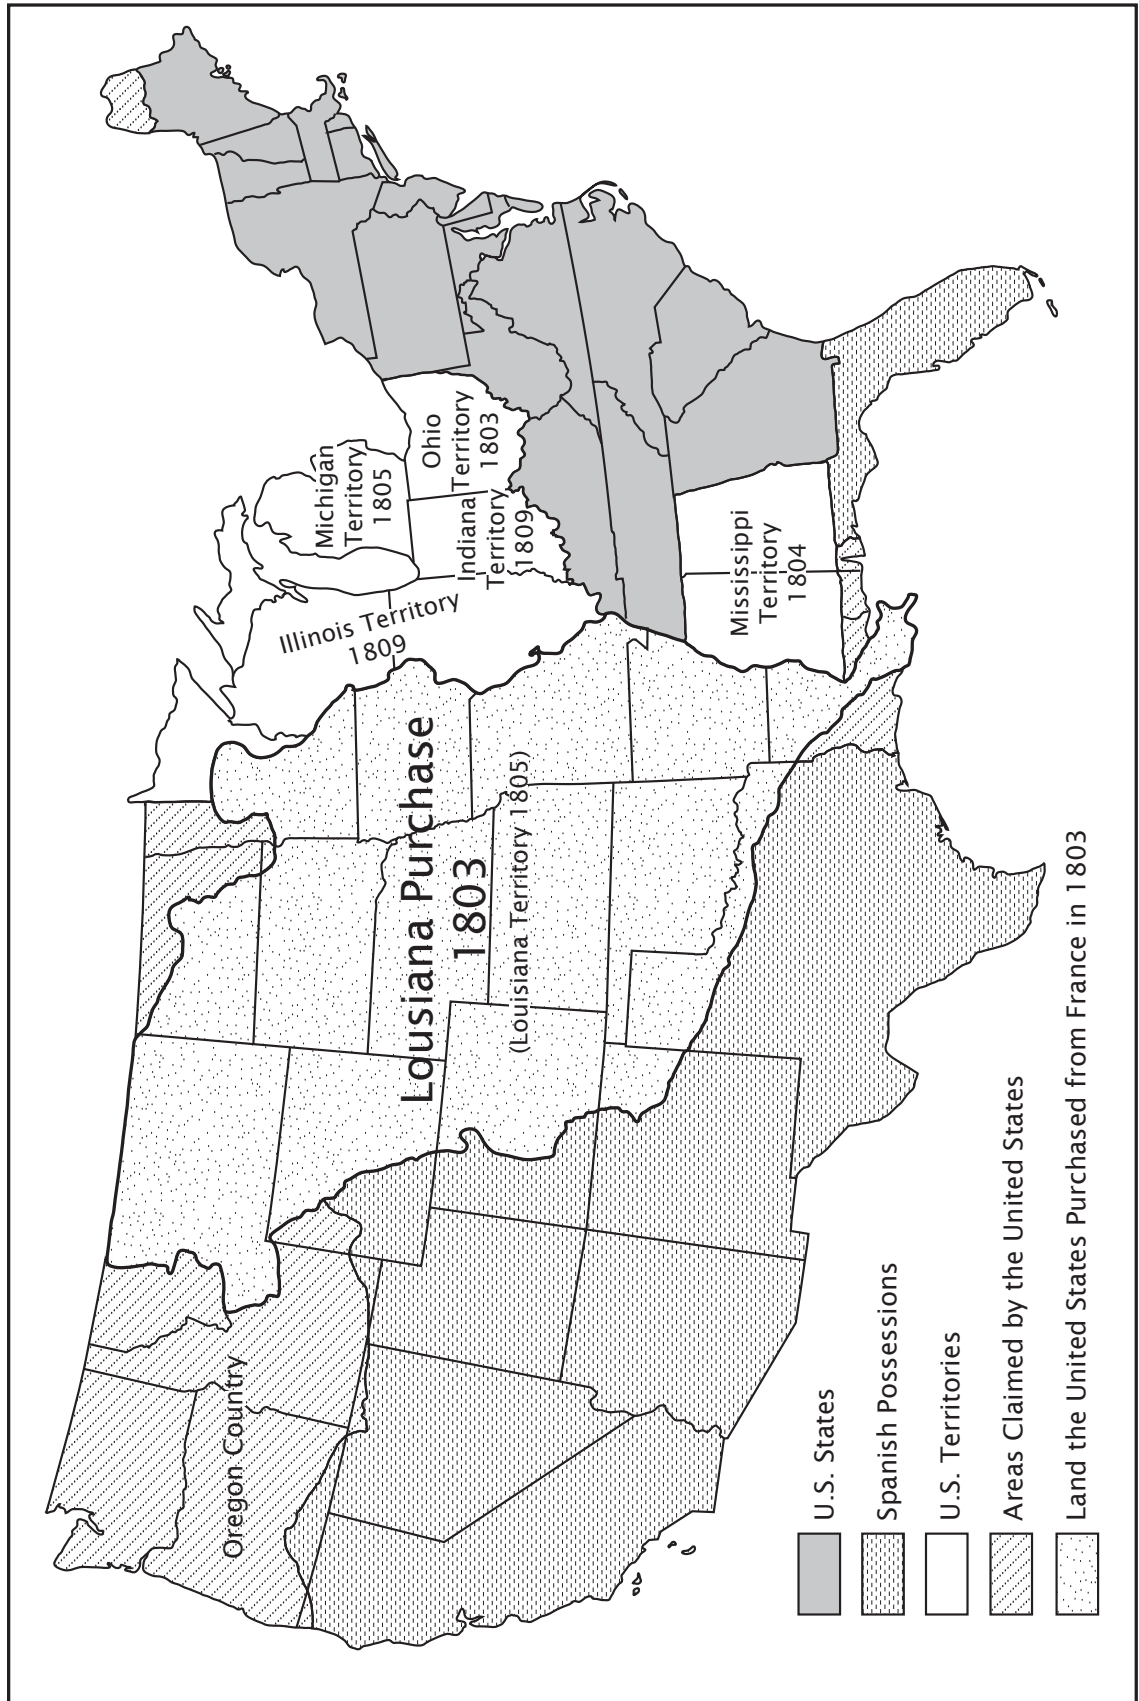 Oregon Country
Lousiana Purchase
1803
(Louisiana Territory 1805)
Illinois Territory
1809
Michigan
Territory
1805
Indiana
Territory
1809
Ohio
Territory
1803
Mississippi
Territory
1804
U.S. States
Spanish Possessions
U.S. Territories
Areas Claimed by the United States
Land the United States Purchased from France in 1803